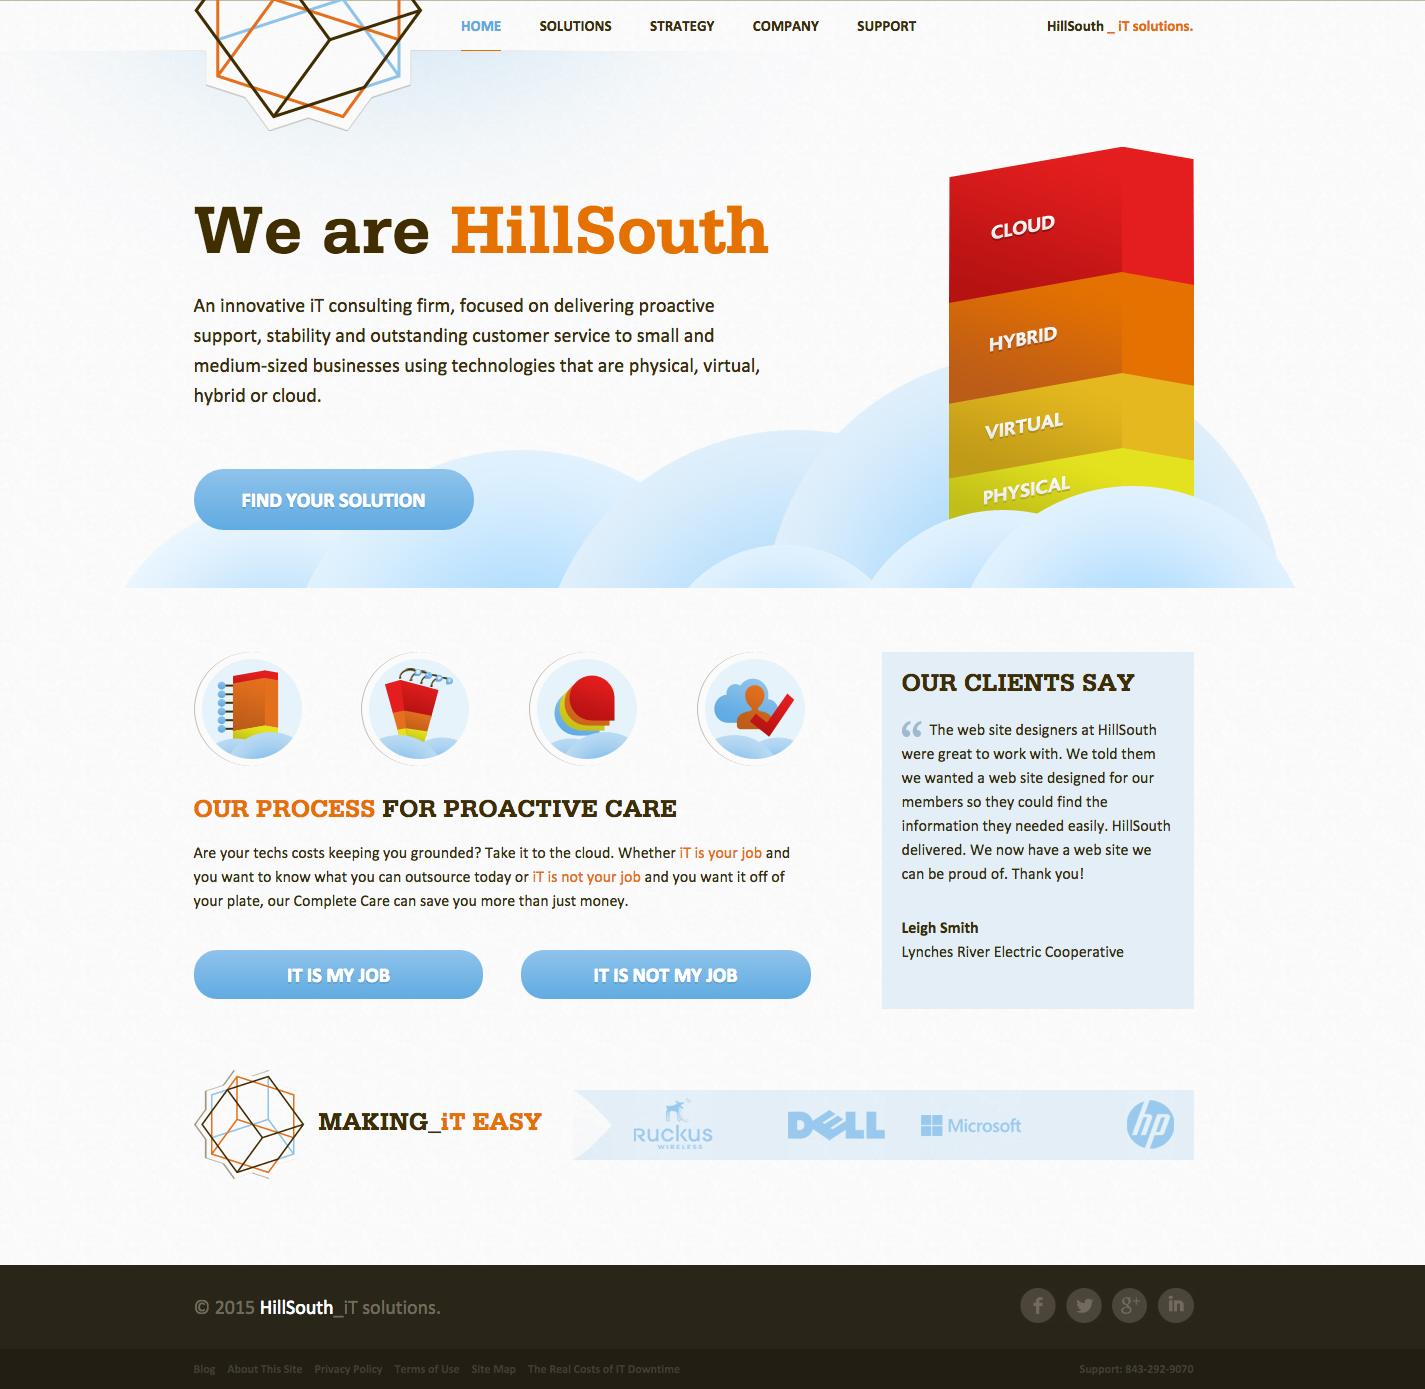 HOME SOLUTIONS STRATEGY COMPANY SUPPORT HillSouth _ iT solutions.
We are HillSouth
An innovative iT consulting firm, focused on delivering proactive
support, stability and outstanding customer service to small and
medium-sized businesses using technologies that are physical, virtual,
hybrid or cloud.
FIND YOUR SOLUTION
CLOUD
HYBRID
VIRTUAL
PHYSICAL
OUR PROCESS FOR PROACTIVE CARE
Are your techs costs keeping you grounded? Take it to the cloud. Whether iT is your job and
you want to know what you can outsource today or iT is not your job and you want it off of
your plate, our Complete Care can save you more than just money.
IT IS MY JOB
IT IS NOT MY JOB
OUR CLIENTS SAY
“ The web site designers at HillSouth
were great to work with. We told them
we wanted a web site designed for our
members so they could find the
information they needed easily. HillSouth
delivered. We now have a web site we
can be proud of. Thank you!
Leigh Smith
Lynches River Electric Cooperative
MAKING_iT EASY
RUCKUS
WIRELESS
DELL
Microsoft
hp
© 2015 HillSouth_iT solutions.
f g+ in
Blog About This Site Privacy Policy Terms of Use Site Map The Real Costs of IT Downtime Support: 843-292-9070